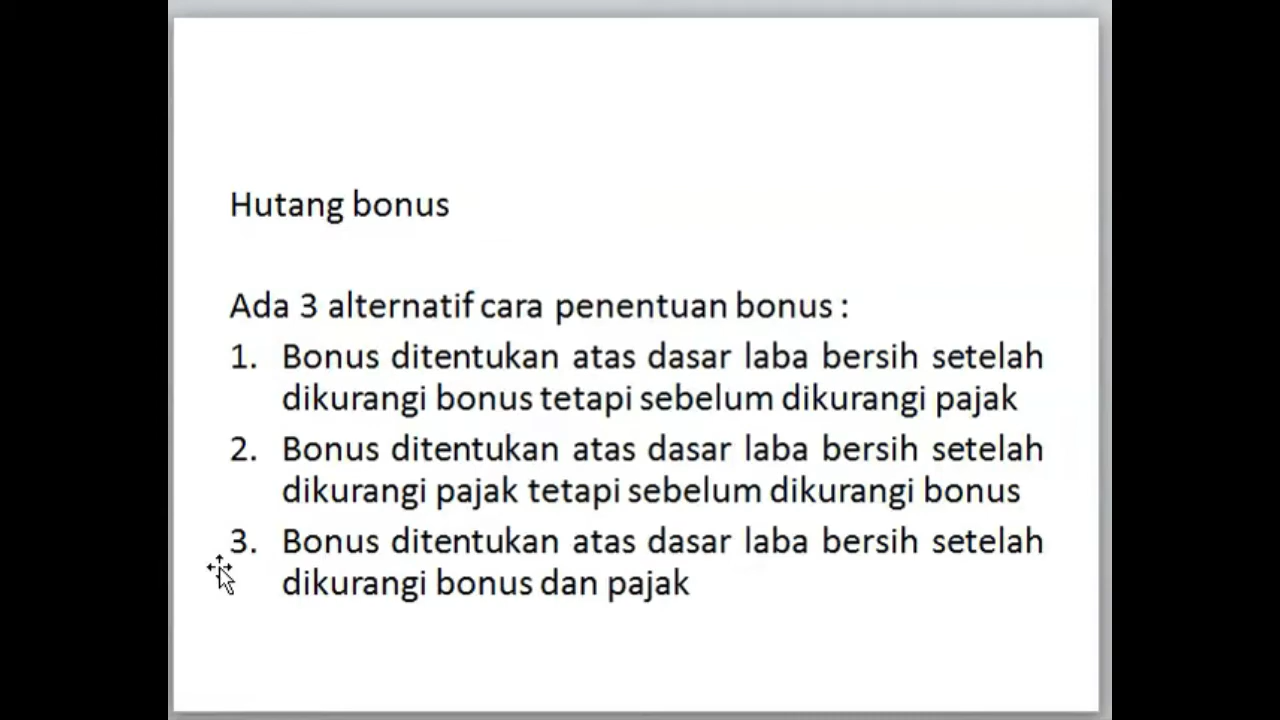 Hutang bonus
Ada 3 alternatif cara penentuan bonus :
1. Bonus ditentukan atas dasar laba bersih setelah
dikurangi bonus tetapi sebelum dikurangi pajak
2. Bonus ditentukan atas dasar laba bersih setelah
dikurangi pajak tetapi sebelum dikurangi bonus
3. Bonus ditentukan atas dasar laba bersih setelah
dikurangi bonus dan pajak